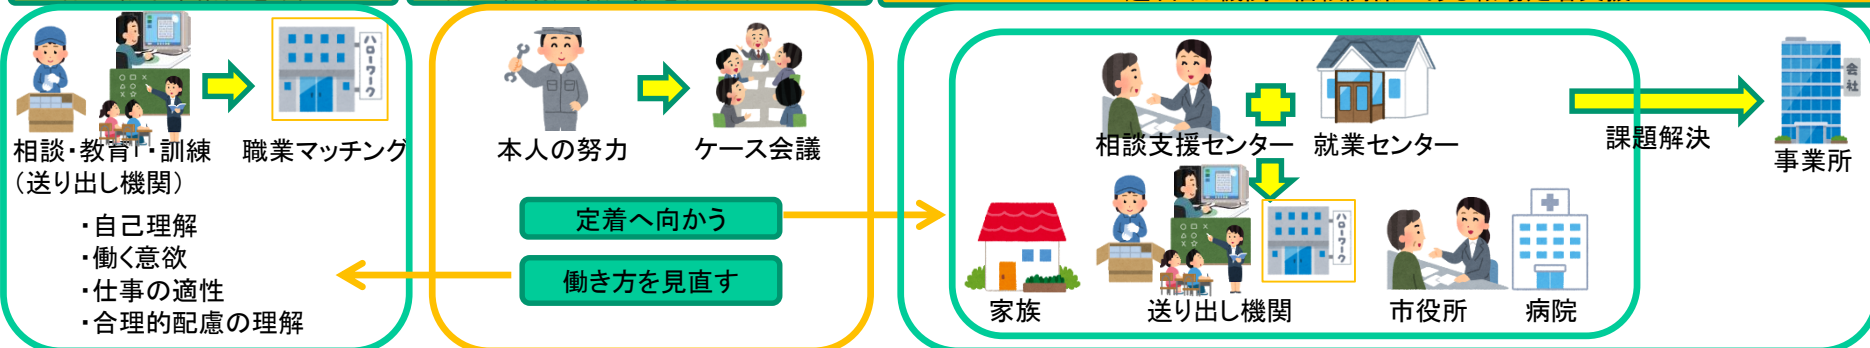 ハローワーク
会社
相談・教育・訓練
（送り出し機関）
職業マッチング
・自己理解
・働く意欲
・仕事の適性
・合理的配慮の理解
本人の努力
ケース会議
定着へ向かう
働き方を見直す
相談支援センター
就業センター
課題解決
事業所
ハローワーク
家族
送り出し機関
市役所
病院